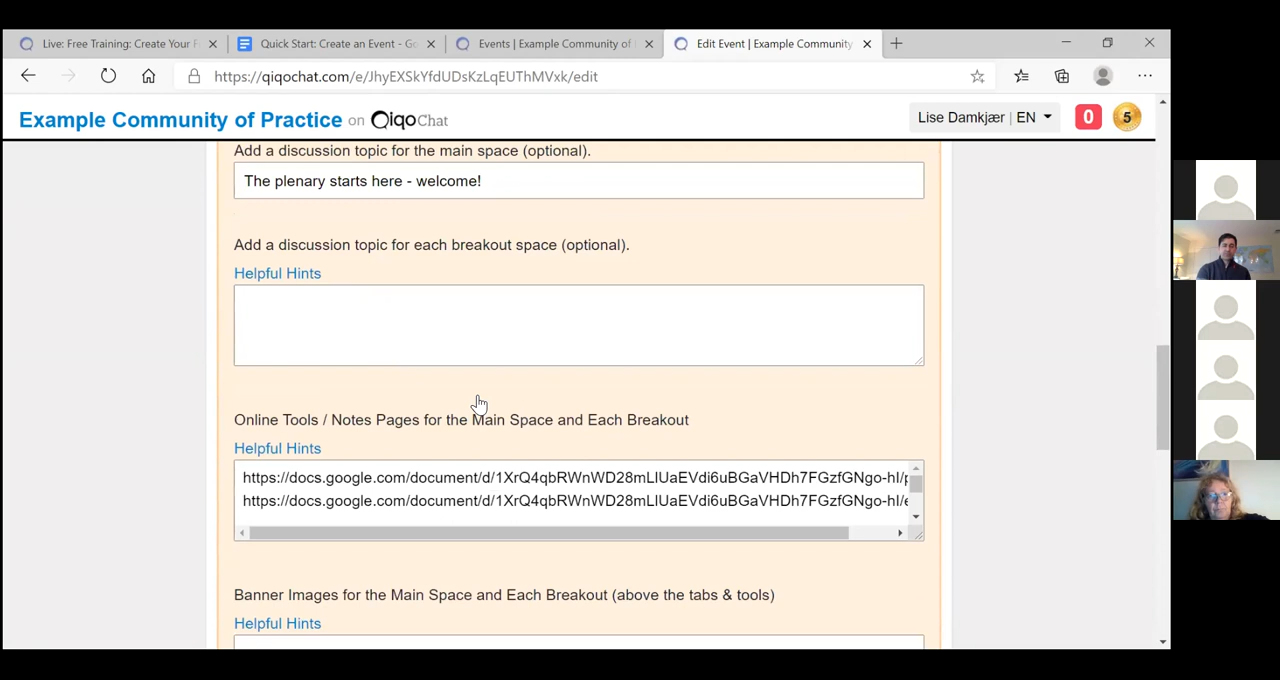 Live: Free Training: Create Your F
Quick Start: Create an Event - Go
Events | Example Community of
Edit Event | Example Community
https://qiqochat.com/e/JhyEXSkYfdUDsKzLqEUThMVxk/edit
Example Community of Practice on QiqoChat
Lise Damkjær | EN
0
5
Add a discussion topic for the main space (optional).
The plenary starts here - welcome!
Add a discussion topic for each breakout space (optional).
Helpful Hints
Online Tools / Notes Pages for the Main Space and Each Breakout
Helpful Hints
https://docs.google.com/document/d/1XrQ4qbRWnWD28mLIUaEVdi6uBGaVHDh7FGzfGNgo-hI/p
https://docs.google.com/document/d/1XrQ4qbRWnWD28mLIUaEVdi6uBGaVHDh7FGzfGNgo-hI/e
Banner Images for the Main Space and Each Breakout (above the tabs & tools)
Helpful Hints